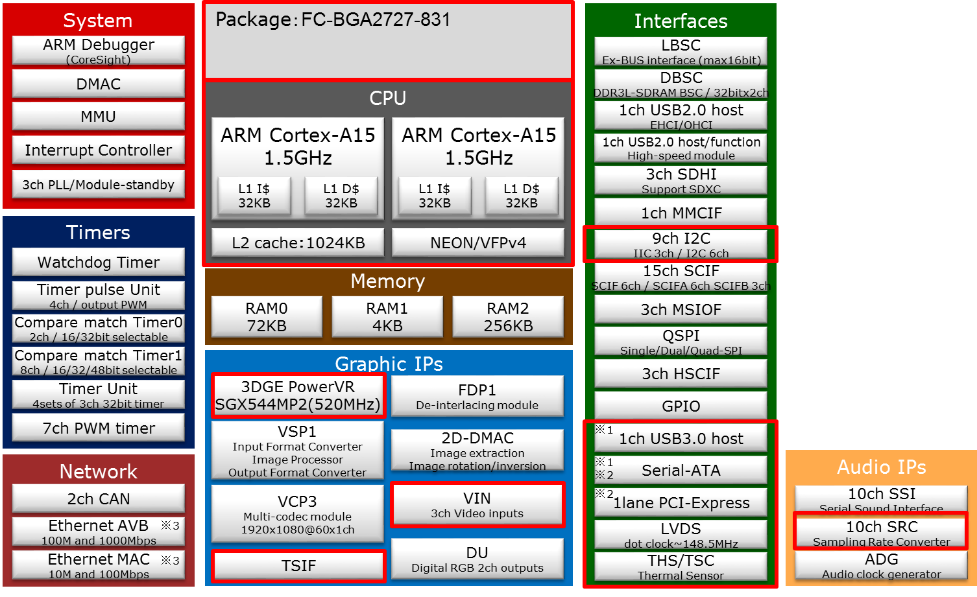 System
ARM Debugger
(CoreSight)
DMAC
MMU
Interrupt Controller
3ch PLL/Module-standby
Timers
Watchdog Timer
Timer pulse Unit
4ch / output PWM
Compare match Timer0
2ch / 16/32bit selectable
Compare match Timer1
8ch / 16/32/48bit selectable
Timer Unit
4sets of 3ch 32bit timer
7ch PWM timer
Network
2ch CAN
Ethernet AVB ※3
100M and 1000Mbps
Ethernet MAC ※3
10M and 100Mbps
Package:FC-BGA2727-831
CPU
ARM Cortex-A15
1.5GHz
L1 I$
32KB
L1 D$
32KB
ARM Cortex-A15
1.5GHz
L1 I$
32KB
L1 D$
32KB
L2 cache:1024KB
NEON/VFPv4
Memory
RAM0
72KB
RAM1
4KB
RAM2
256KB
Graphic IPs
3DGE PowerVR
SGX544MP2(520MHz)
VSP1
Input Format Converter
Image Processor
Output Format Converter
VCP3
Multi-codec module
1920x1080@60x1ch
TSIF
FDP1
De-interlacing module
2D-DMAC
Image extraction
Image rotation/inversion
VIN
3ch Video inputs
DU
Digital RGB 2ch outputs
Interfaces
LBSC
Ex-BUS interface (max16bit)
DBSC
DDR3L-SDRAM BSC / 32bitx2ch
1ch USB2.0 host
EHCI/OHCI
1ch USB2.0 host/function
High-speed module
3ch SDHI
Support SDXC
1ch MMCIF
9ch I2C
IIC 3ch / I2C 6ch
15ch SCIF
SCIF 6ch / SCIFA 6ch SCIFB 3ch
3ch MSIOF
QSPI
Single/Dual/Quad-SPI
3ch HSCIF
GPIO
※1
1ch USB3.0 host
※1
※2
Serial-ATA
※2
1lane PCI-Express
LVDS
dot clock~148.5MHz
THS/TSC
Thermal Sensor
Audio IPs
10ch SSI
Serial Sound Interface
10ch SRC
Sampling Rate Converter
ADG
Audio clock generator